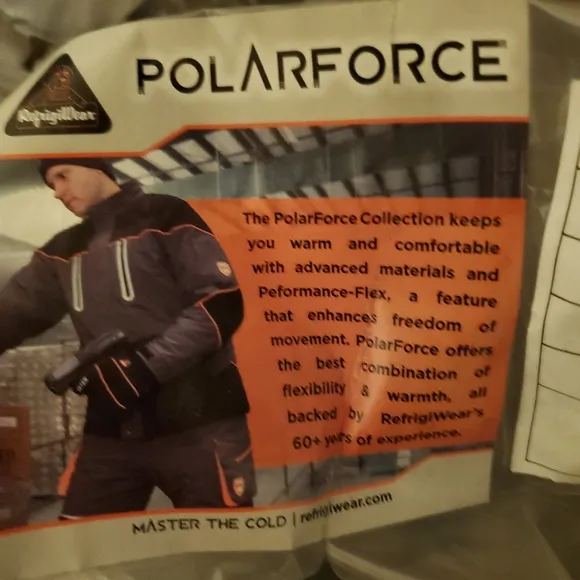 POLARFORCE
RefrigiWear
The PolarForce Collection keeps
you warm and comfortable
with advanced materials and
Peformance-Flex, a feature
that enhances freedom of
movement. PolarForce offers
the best combination of
flexibility & warmth, all
backed by RefrigiWear's
60+ years of experience.
MASTER THE COLD | refrigiwear.com